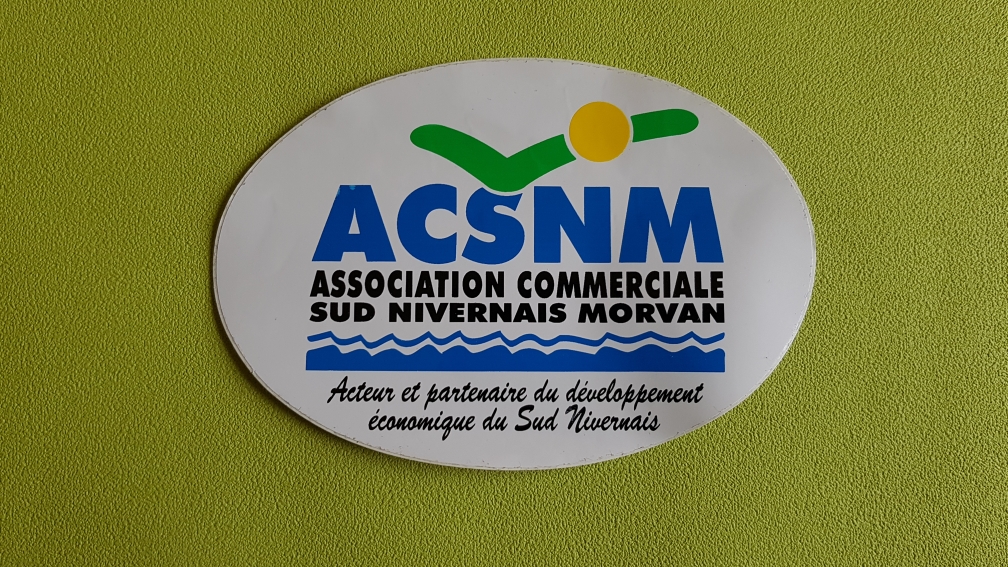 ACSNM
ASSOCIATION COMMERCIALE
SUD NIVERNAIS MORVAN
Acteur et partenaire du développement
économique du Sud Nivernais